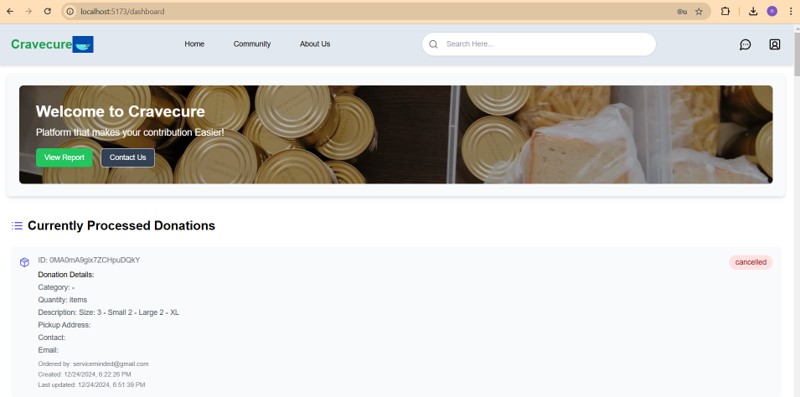 localhost:5173/dashboard
Cravecure
Home
Community
About Us
Search Here...
Welcome to Cravecure
Platform that makes your contribution Easier!
View Report
Contact Us
Currently Processed Donations
ID: 0MA0mA9gix7ZCHpuDQkY
cancelled
Donation Details:
Category: -
Quantity: items
Description: Size: 3 - Small 2 - Large 2 - XL
Pickup Address:
Contact:
Email:
Ordered by: serviceminded@gmail.com
Created: 12/24/2024, 6:22:26 PM
Last updated: 12/24/2024, 6:51:39 PM